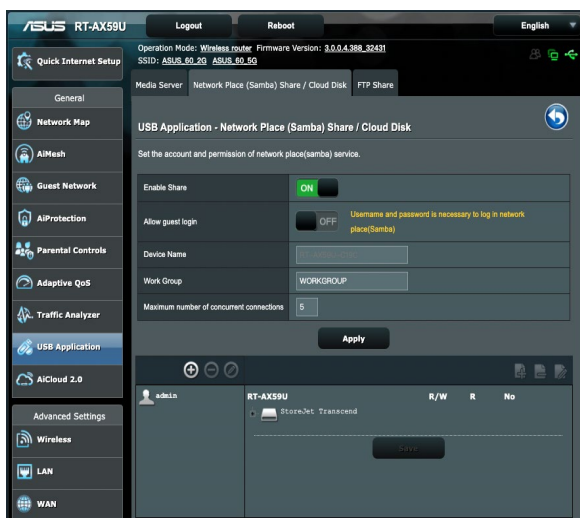 ASUS RT-AX59U
Logout
Reboot
English
Operation Mode: Wireless router Firmware Version: 3.0.0.4.388_32431
SSID: ASUS_60_2G ASUS_60_5G
Quick Internet Setup
General
Network Map
AiMesh
Guest Network
AiProtection
Parental Controls
Adaptive QoS
Traffic Analyzer
USB Application
AiCloud 2.0
Advanced Settings
Wireless
LAN
WAN
Media Server
Network Place (Samba) Share / Cloud Disk
FTP Share
USB Application - Network Place (Samba) Share / Cloud Disk
Set the account and permission of network place(samba) service.
Enable Share
ON
Allow guest login
OFF
Username and password is necessary to log in network
place(Samba)
Device Name
Work Group
WORKGROUP
Maximum number of concurrent connections
5
Apply
admin
RT-AX59U
R/W
R
No
StoreJet Transcend
Save